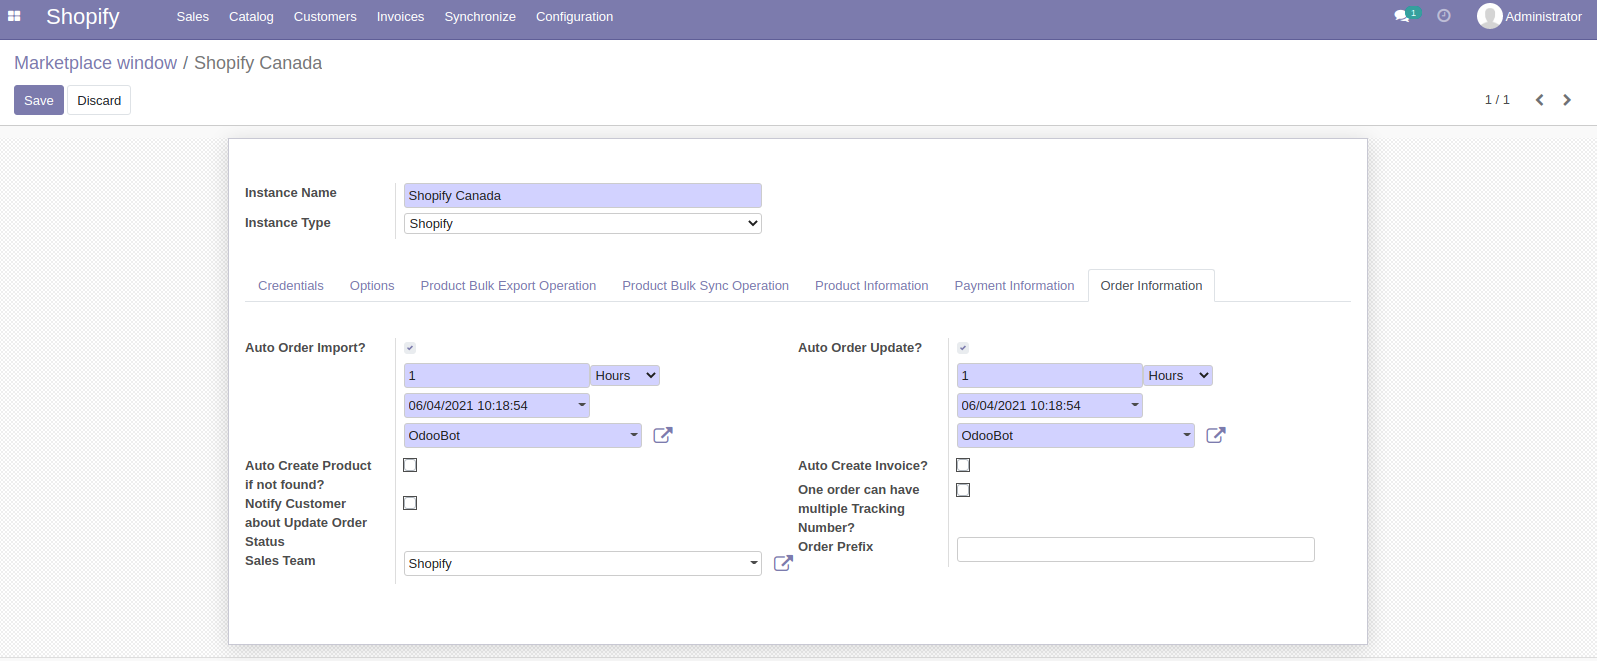 Shopify Sales Catalog Customers Invoices Synchronize Configuration 1 Administrator
Marketplace window / Shopify Canada
Save Discard 1 / 1
Instance Name Shopify Canada
Instance Type Shopify
Credentials Options Product Bulk Export Operation Product Bulk Sync Operation Product Information Payment Information Order Information
Auto Order Import?
1 Hours
06/04/2021 10:18:54
OdooBot
Auto Create Product
if not found?
Notify Customer
about Update Order
Status
Sales Team Shopify
Auto Order Update?
1 Hours
06/04/2021 10:18:54
OdooBot
Auto Create Invoice?
One order can have
multiple Tracking
Number?
Order Prefix